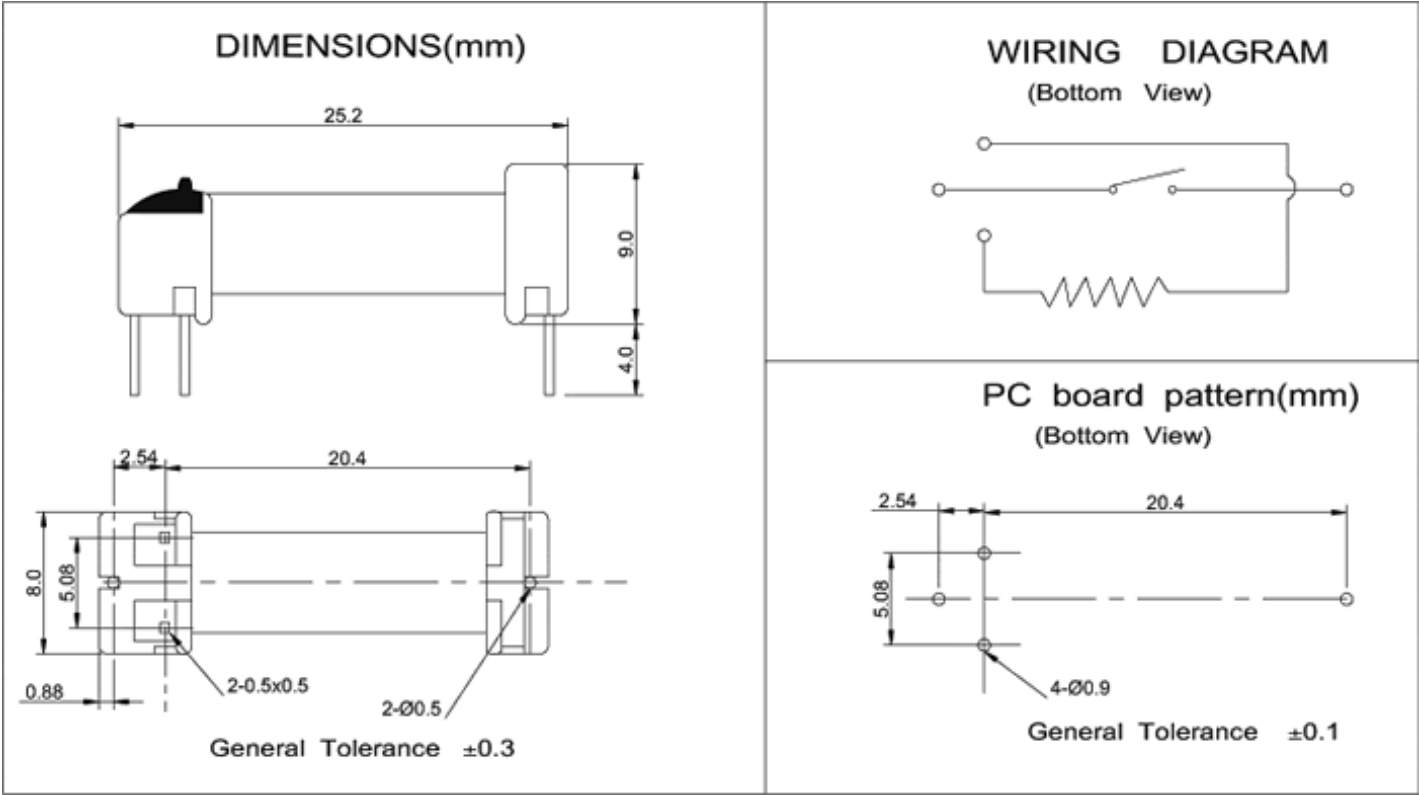 DIMENSIONS(mm)
25.2
9.0
4.0
2.54
20.4
8.0
5.08
0.88
2-0.5x0.5
2-Ø0.5
General Tolerance ±0.3
WIRING DIAGRAM
(Bottom View)
PC board pattern(mm)
(Bottom View)
2.54
20.4
5.08
4-Ø0.9
General Tolerance ±0.1